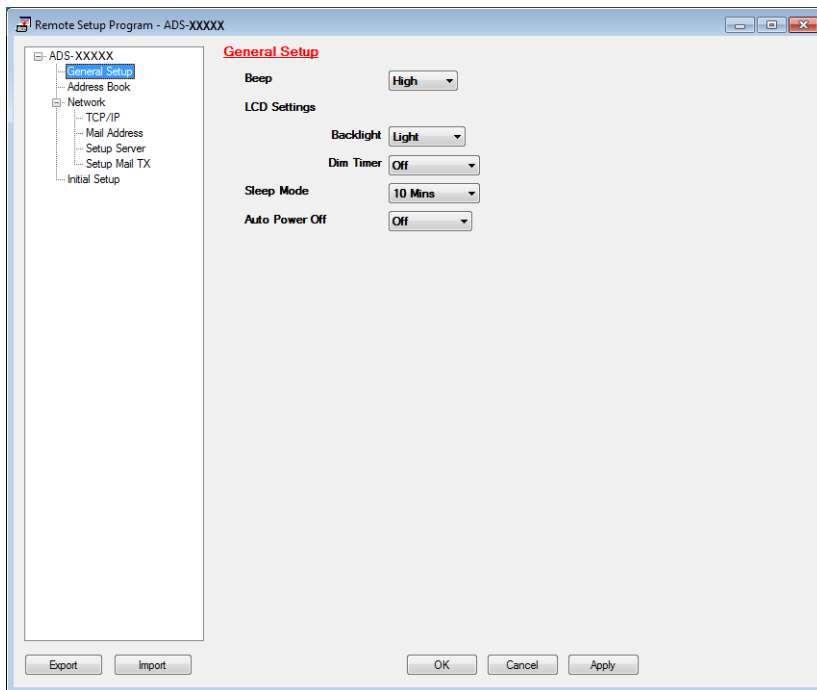 Remote Setup Program - ADS-XXXXX
ADS-XXXXX
General Setup
Address Book
Network
TCP/IP
Mail Address
Setup Server
Setup Mail TX
Initial Setup
General Setup
Beep High
LCD Settings
Backlight Light
Dim Timer Off
Sleep Mode 10 Mins
Auto Power Off Off
Export Import OK Cancel Apply